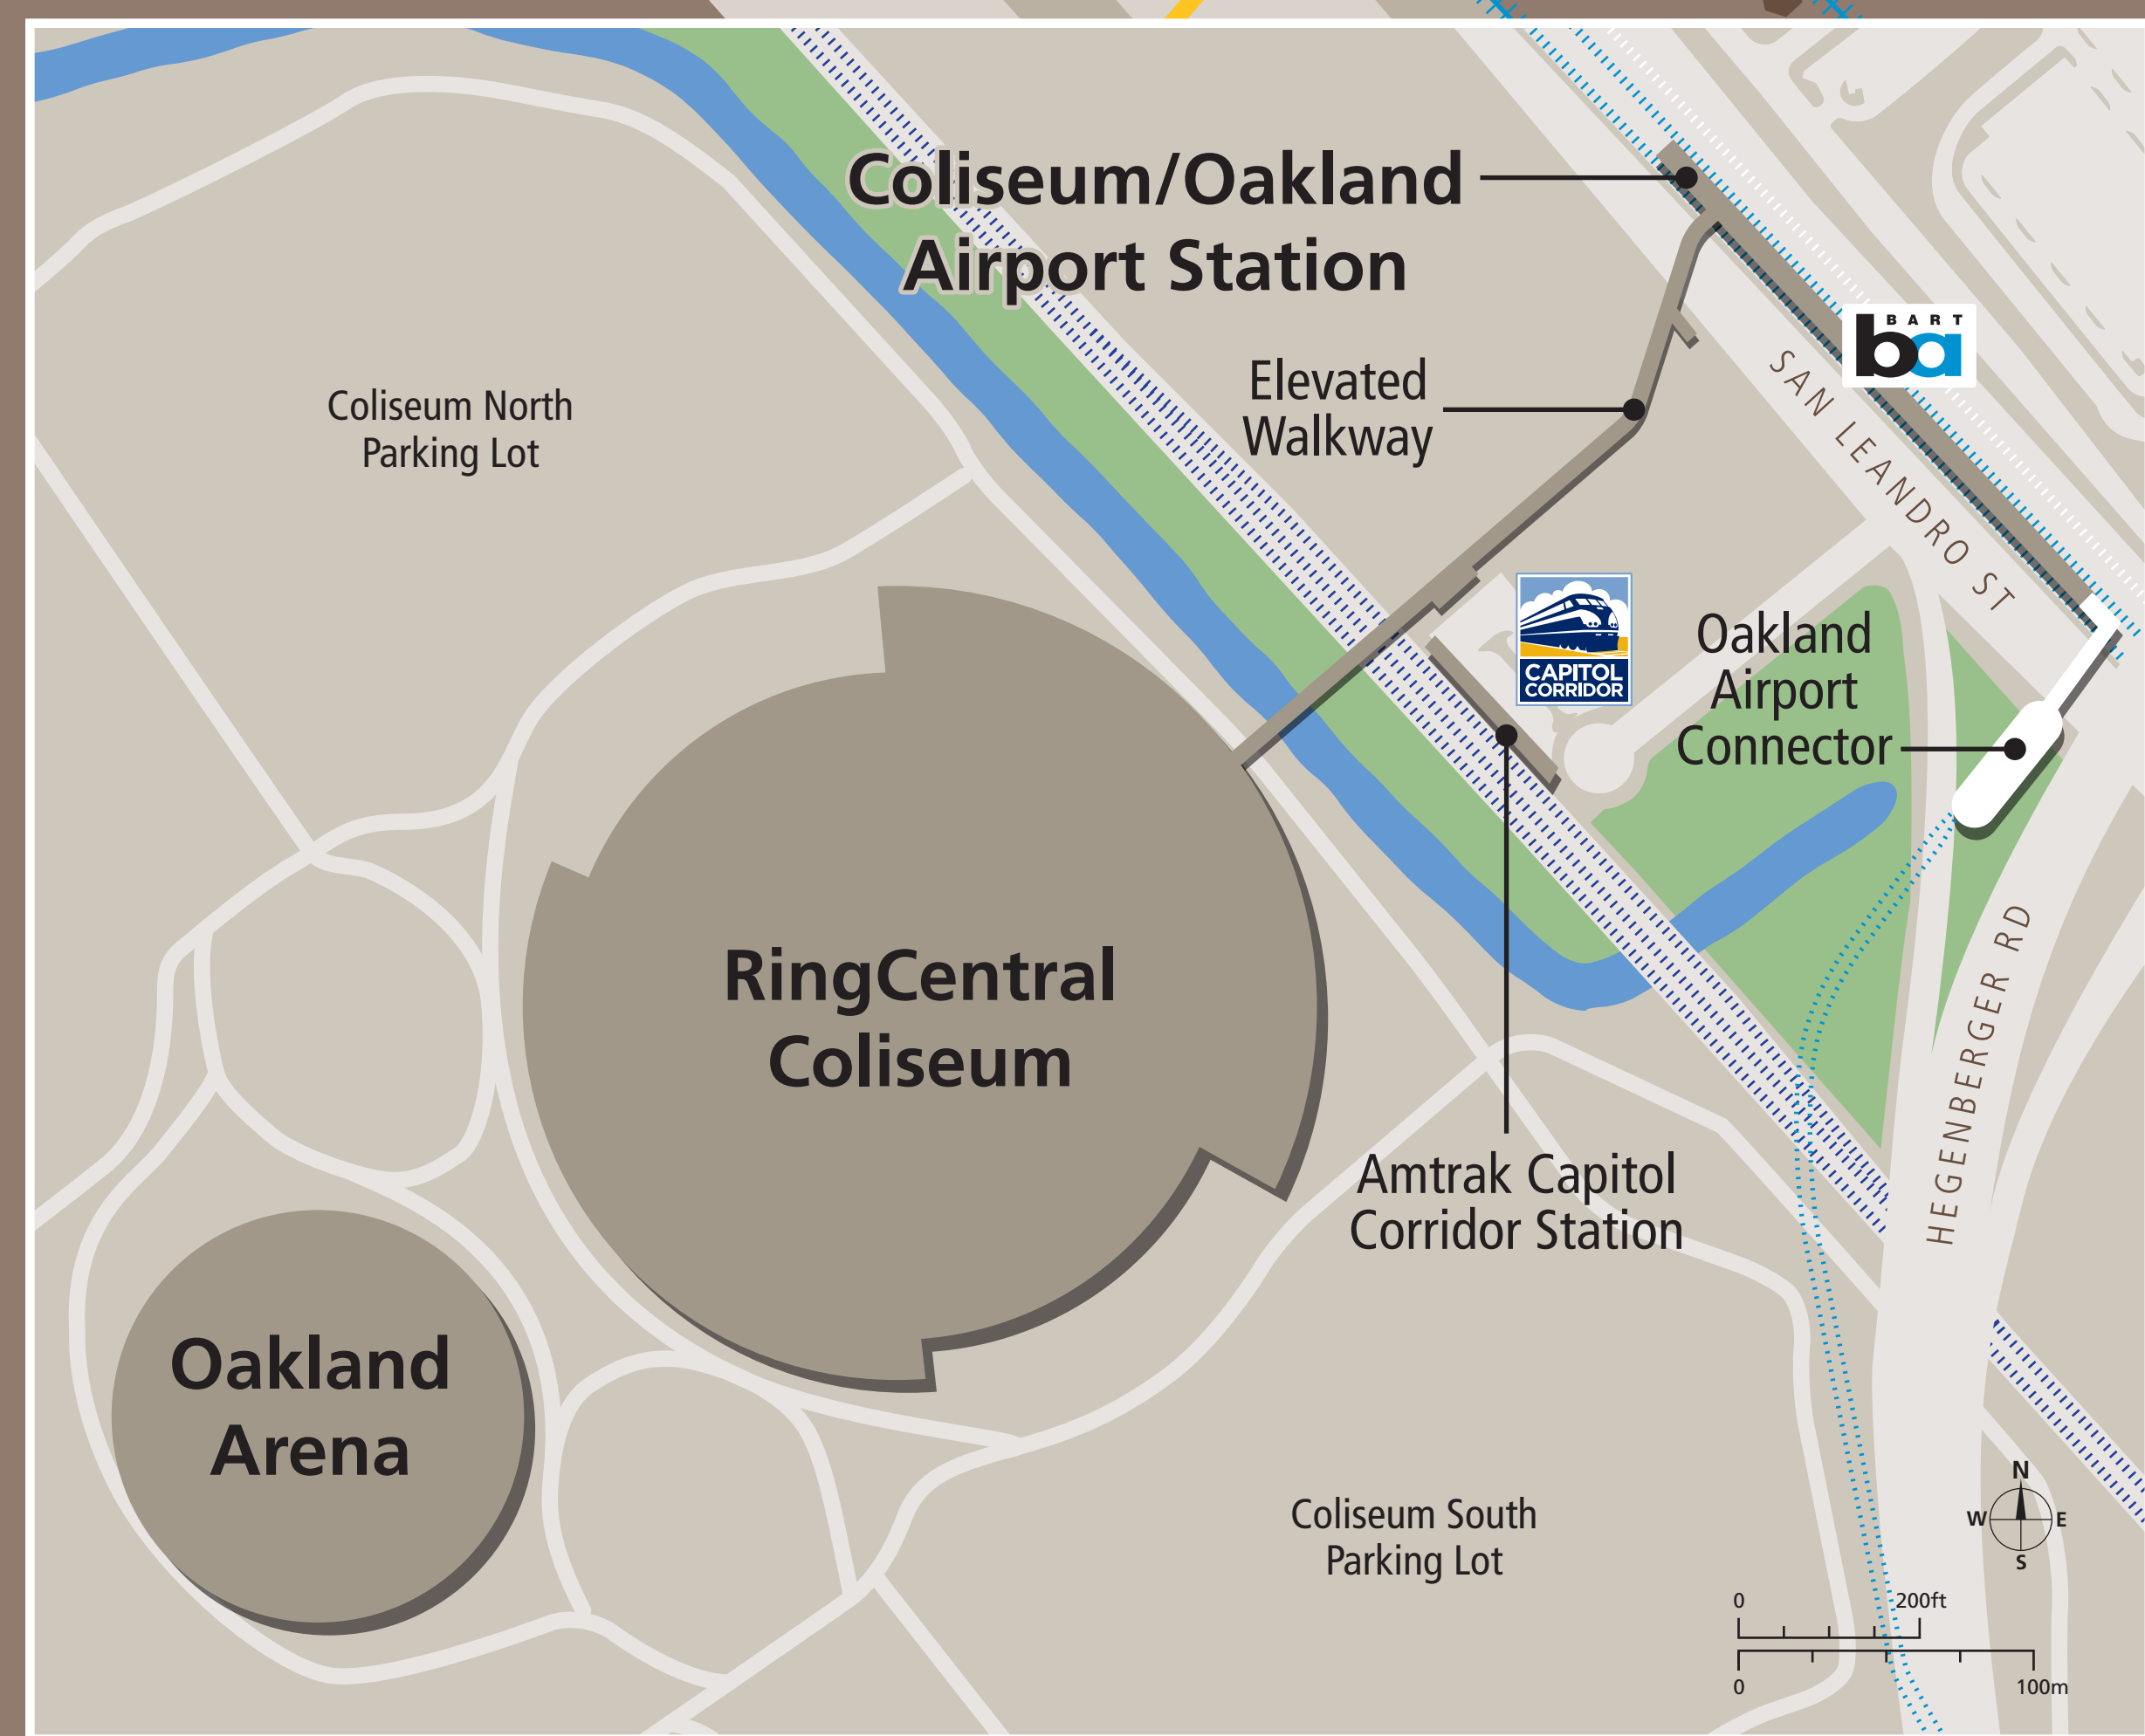 Coliseum/Oakland
Airport Station
BART
ba
Elevated
Walkway
SAN LEANDRO ST
Coliseum North
Parking Lot
CAPITOL
CORRIDOR
Oakland
Airport
Connector
RingCentral
Coliseum
HEGENBERGER RD
Amtrak Capitol
Corridor Station
Oakland
Arena
Coliseum South
Parking Lot
N
W E
S
0 200ft
0 100m